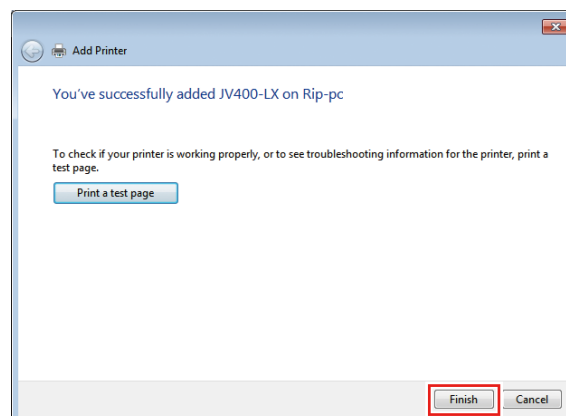 Add Printer
You've successfully added JV400-LX on Rip-pc
To check if your printer is working properly, or to see troubleshooting information for the printer, print a
test page.
Print a test page
Finish
Cancel